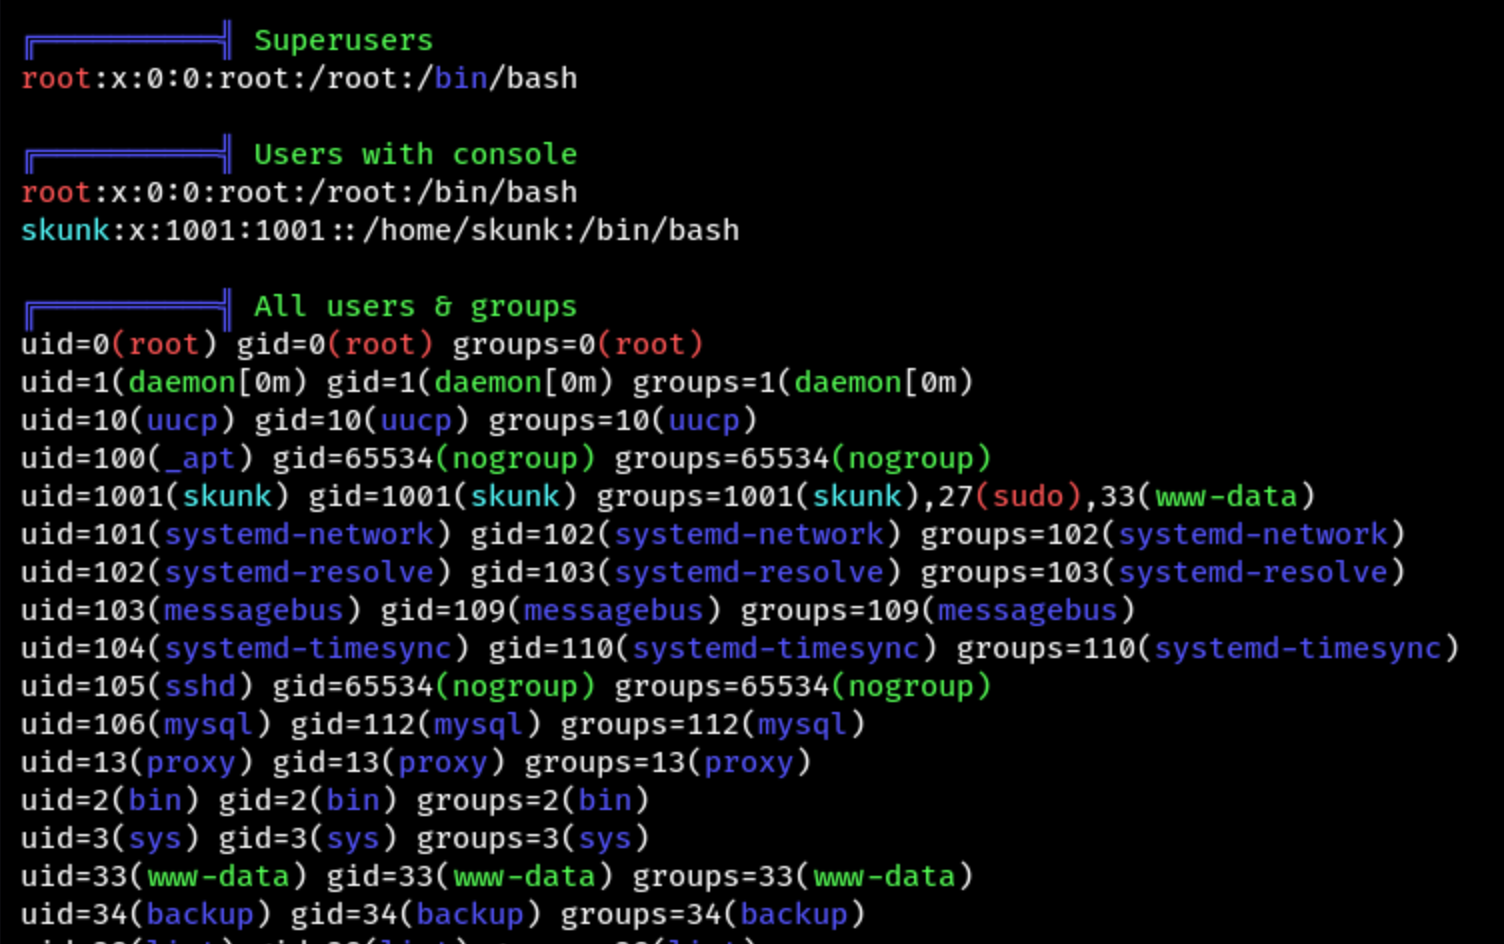 ╔══════════╣ Superusers
root:x:0:0:root:/root:/bin/bash
╔══════════╣ Users with console
root:x:0:0:root:/root:/bin/bash
skunk:x:1001:1001::/home/skunk:/bin/bash
╔══════════╣ All users & groups
uid=0(root) gid=0(root) groups=0(root)
uid=1(daemon[0m) gid=1(daemon[0m) groups=1(daemon[0m)
uid=10(uucp) gid=10(uucp) groups=10(uucp)
uid=100(_apt) gid=65534(nogroup) groups=65534(nogroup)
uid=1001(skunk) gid=1001(skunk) groups=1001(skunk),27(sudo),33(www-data)
uid=101(systemd-network) gid=102(systemd-network) groups=102(systemd-network)
uid=102(systemd-resolve) gid=103(systemd-resolve) groups=103(systemd-resolve)
uid=103(messagebus) gid=109(messagebus) groups=109(messagebus)
uid=104(systemd-timesync) gid=110(systemd-timesync) groups=110(systemd-timesync)
uid=105(sshd) gid=65534(nogroup) groups=65534(nogroup)
uid=106(mysql) gid=112(mysql) groups=112(mysql)
uid=13(proxy) gid=13(proxy) groups=13(proxy)
uid=2(bin) gid=2(bin) groups=2(bin)
uid=3(sys) gid=3(sys) groups=3(sys)
uid=33(www-data) gid=33(www-data) groups=33(www-data)
uid=34(backup) gid=34(backup) groups=34(backup)